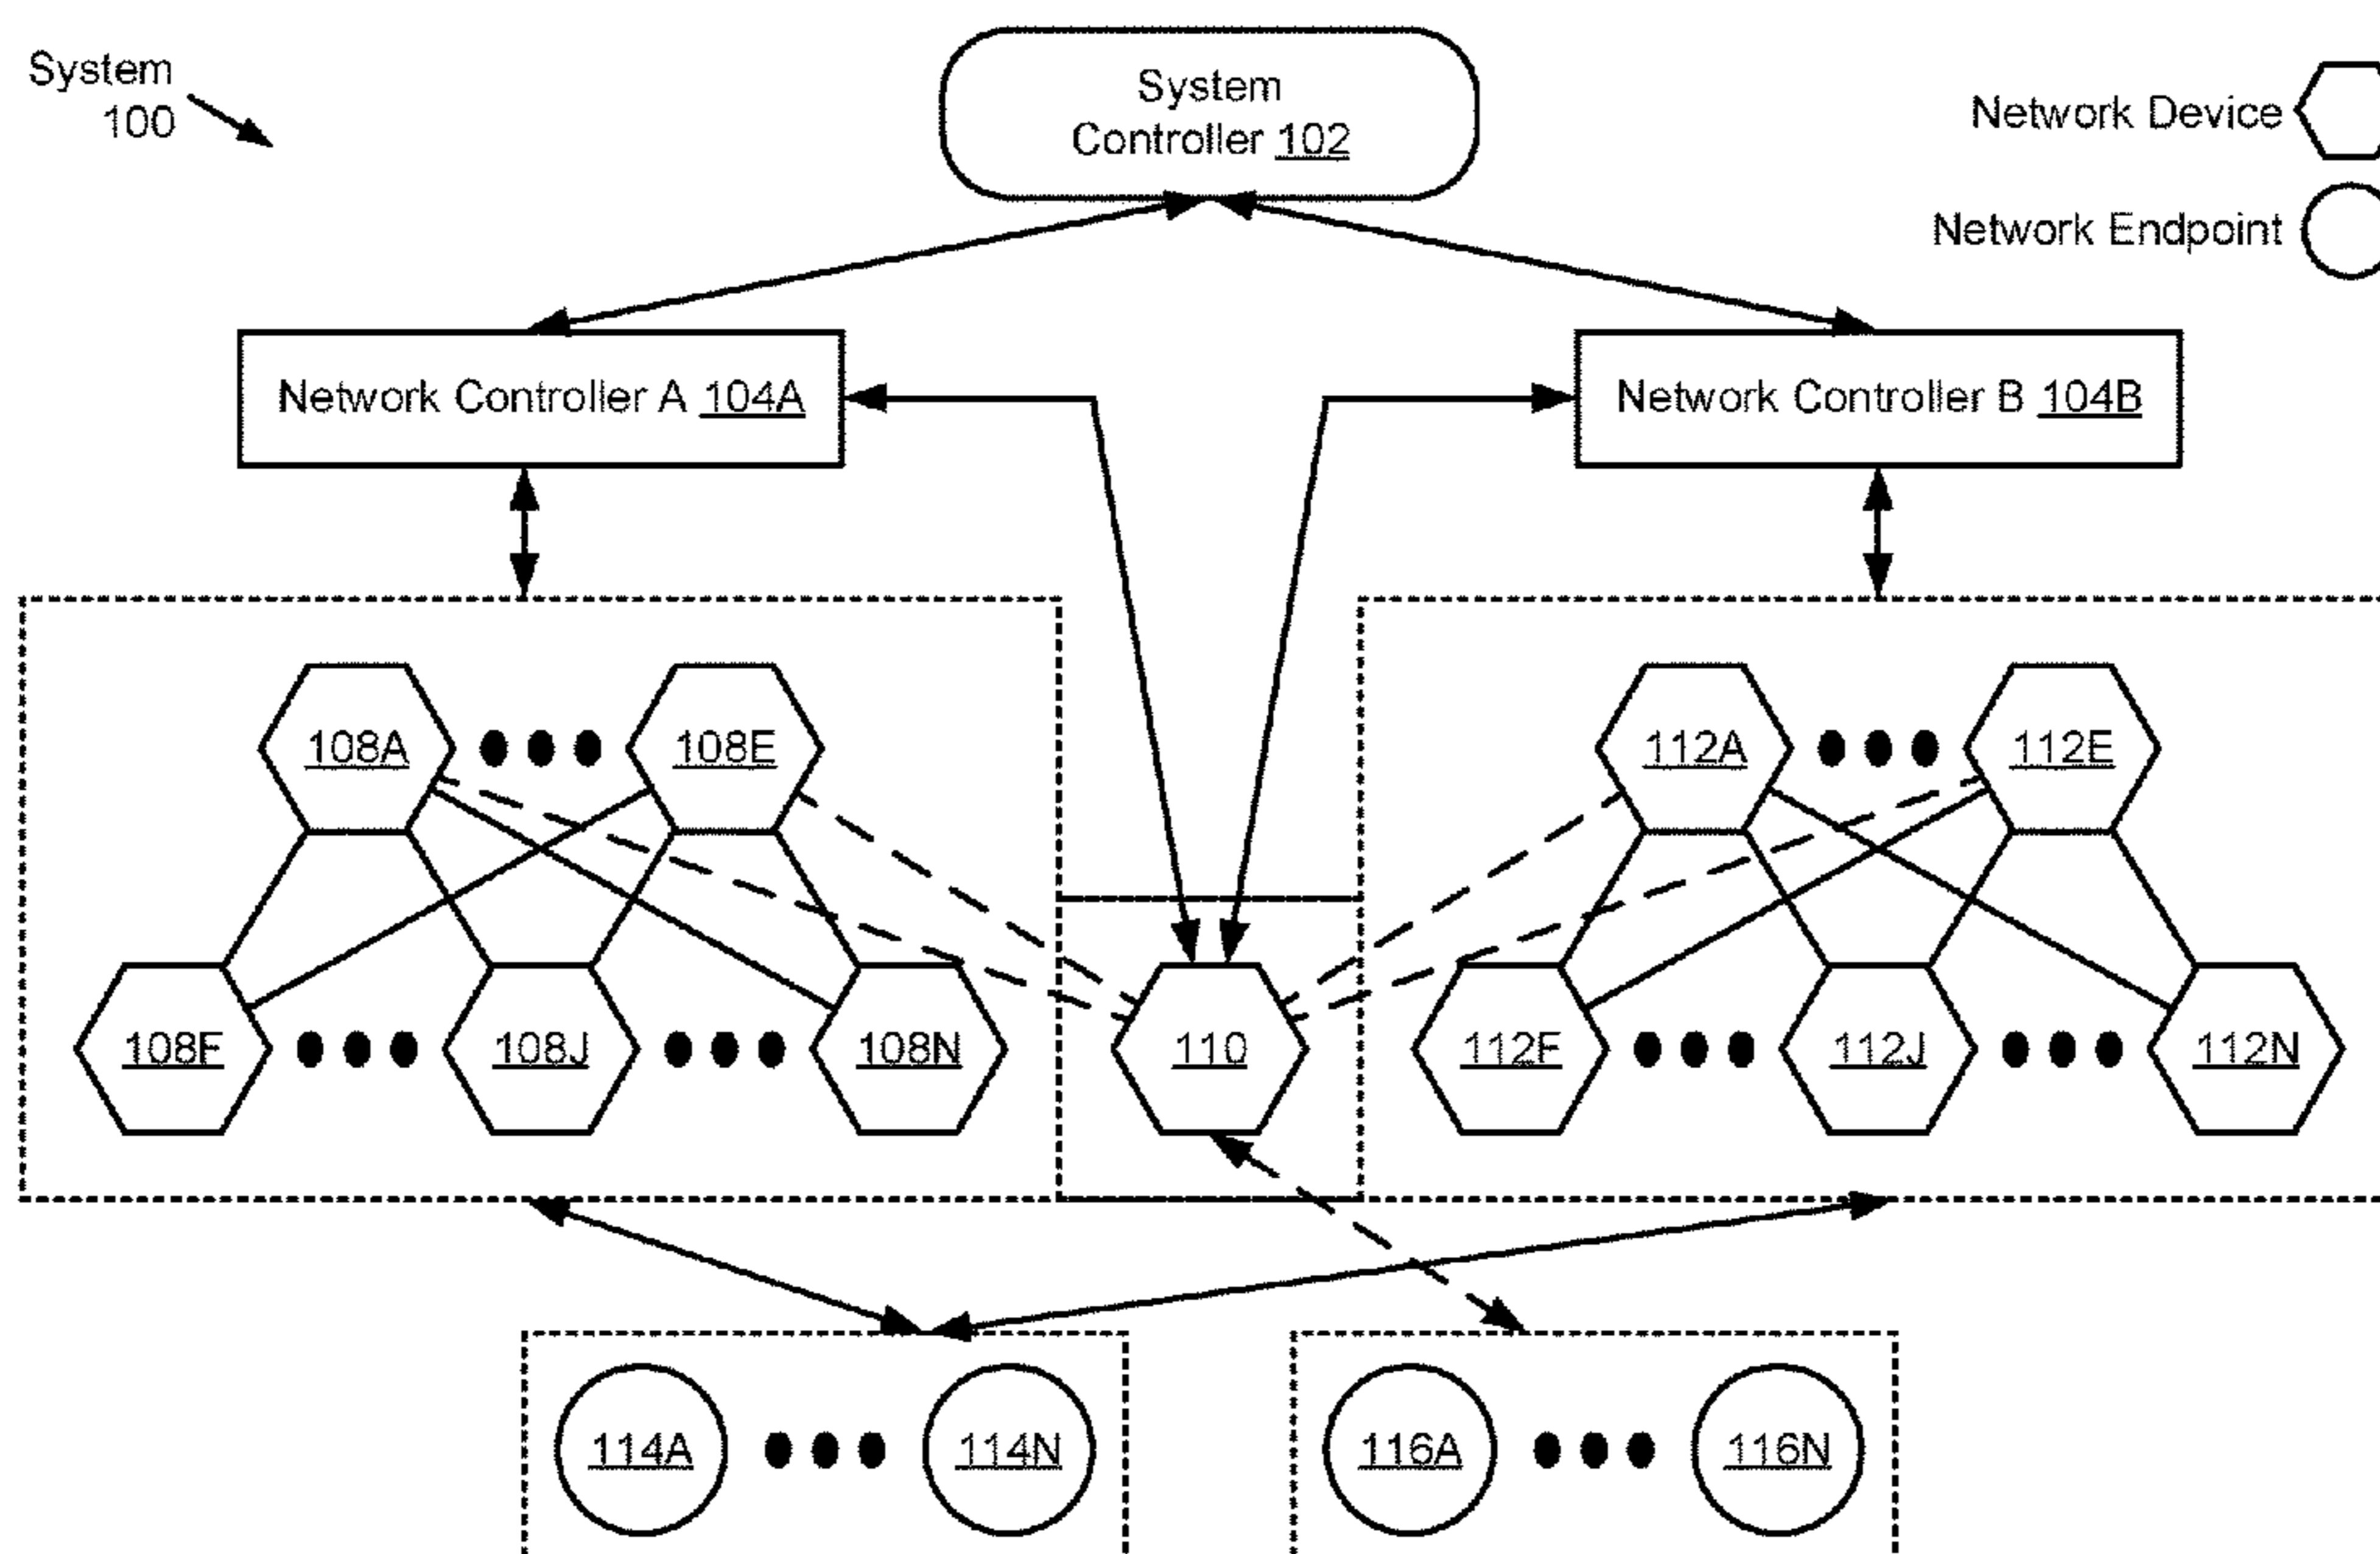 System
100
System
Controller 102
Network Device
Network Endpoint
Network Controller A 104A
Network Controller B 104B
108A
108E
112A
112E
108F
108J
108N
110
112F
112J
112N
114A
114N
116A
116N